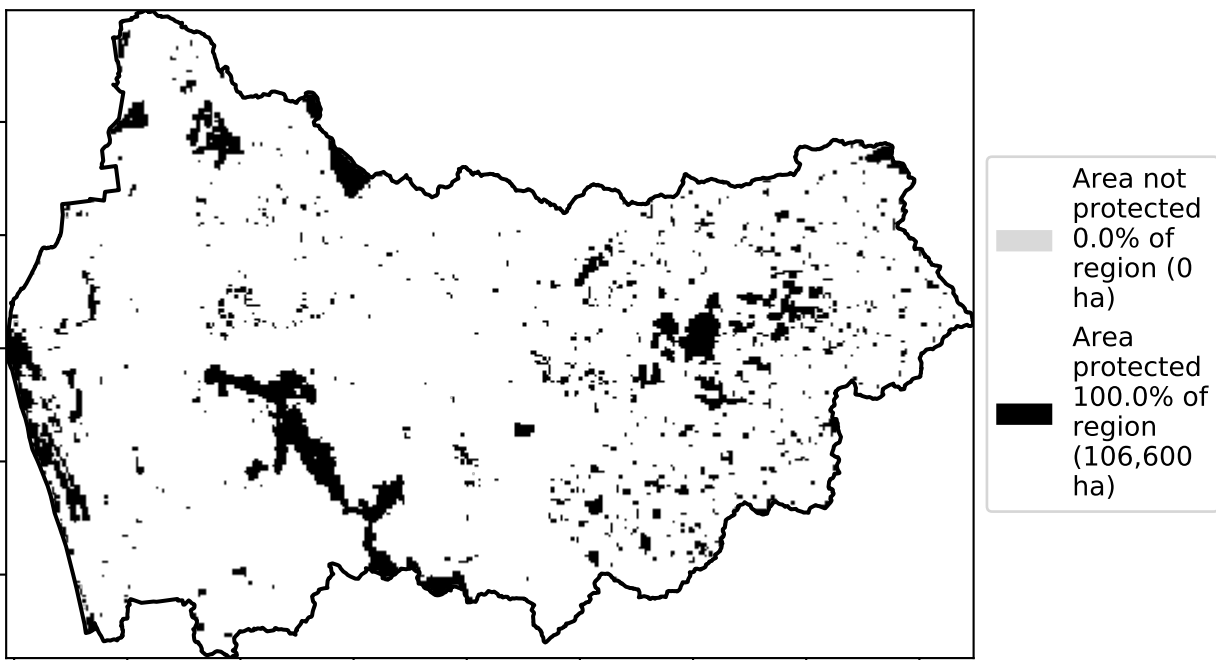 Area not
protected
0.0% of
region (0
ha)
Area
protected
100.0% of
region
(106,600
ha)